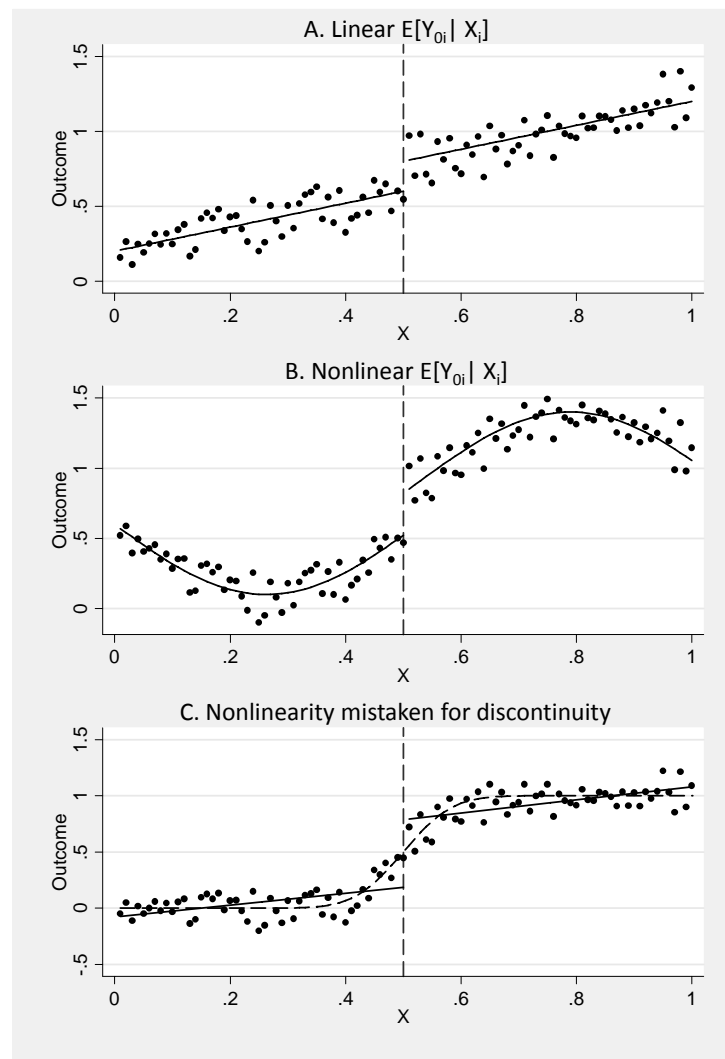 A. Linear E[Y0i| Xi]
1.5
1
.5
0
Outcome
0 .2 .4 .6 .8 1
X
B. Nonlinear E[Y0i| Xi]
1.5
1
.5
0
Outcome
0 .2 .4 .6 .8 1
X
C. Nonlinearity mistaken for discontinuity
1.5
1
.5
0
-.5
Outcome
0 .2 .4 .6 .8 1
X